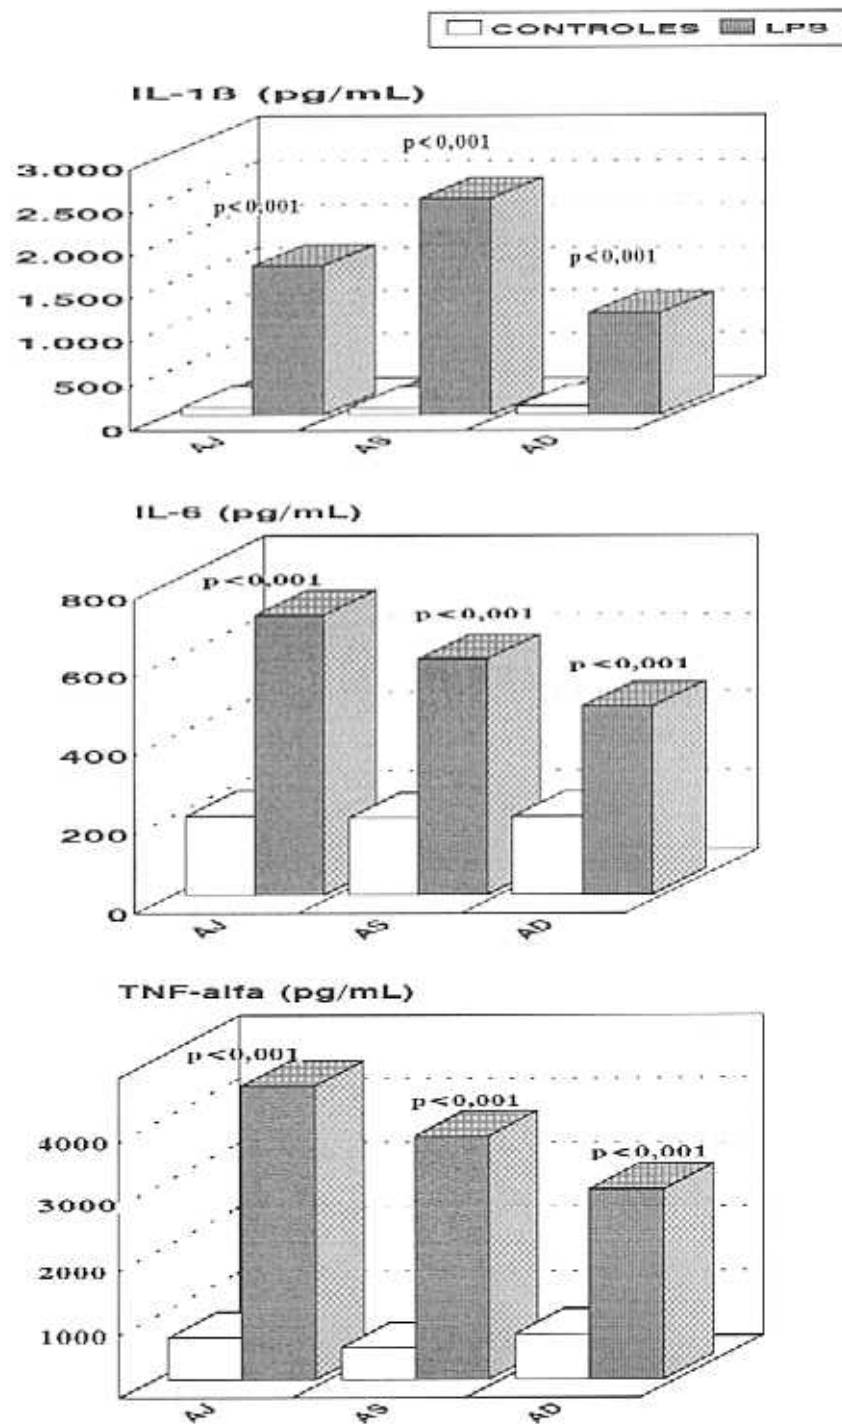 CONTROLES LPS
IL-1ß (pg/mL)
p<0,001
3.000
p<0,001
2.500
2.000
p<0,001
1.500
1.000
500
0
AJ AS AD
IL-6 (pg/mL)
p<0,001
800
p<0,001
p<0,001
600
400
200
0
AJ AS AD
TNF-alfa (pg/mL)
p<0,001
p<0,001
4000
p<0,001
3000
2000
1000
AJ AS AD